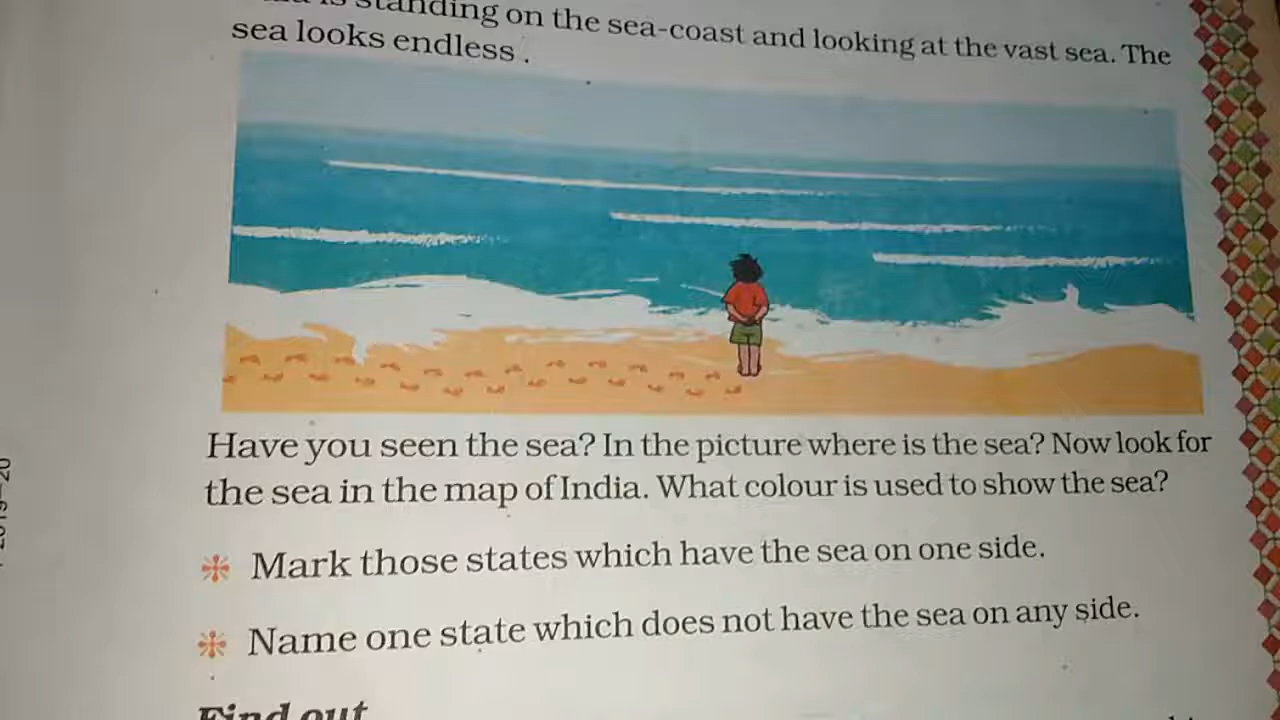 is standing on the sea-coast and looking at the vast sea. The
sea looks endless .
Have you seen the sea? In the picture where is the sea? Now look for
the sea in the map of India. What colour is used to show the sea?
Mark those states which have the sea on one side.
Name one state which does not have the sea on any side.
Find out
2019–20